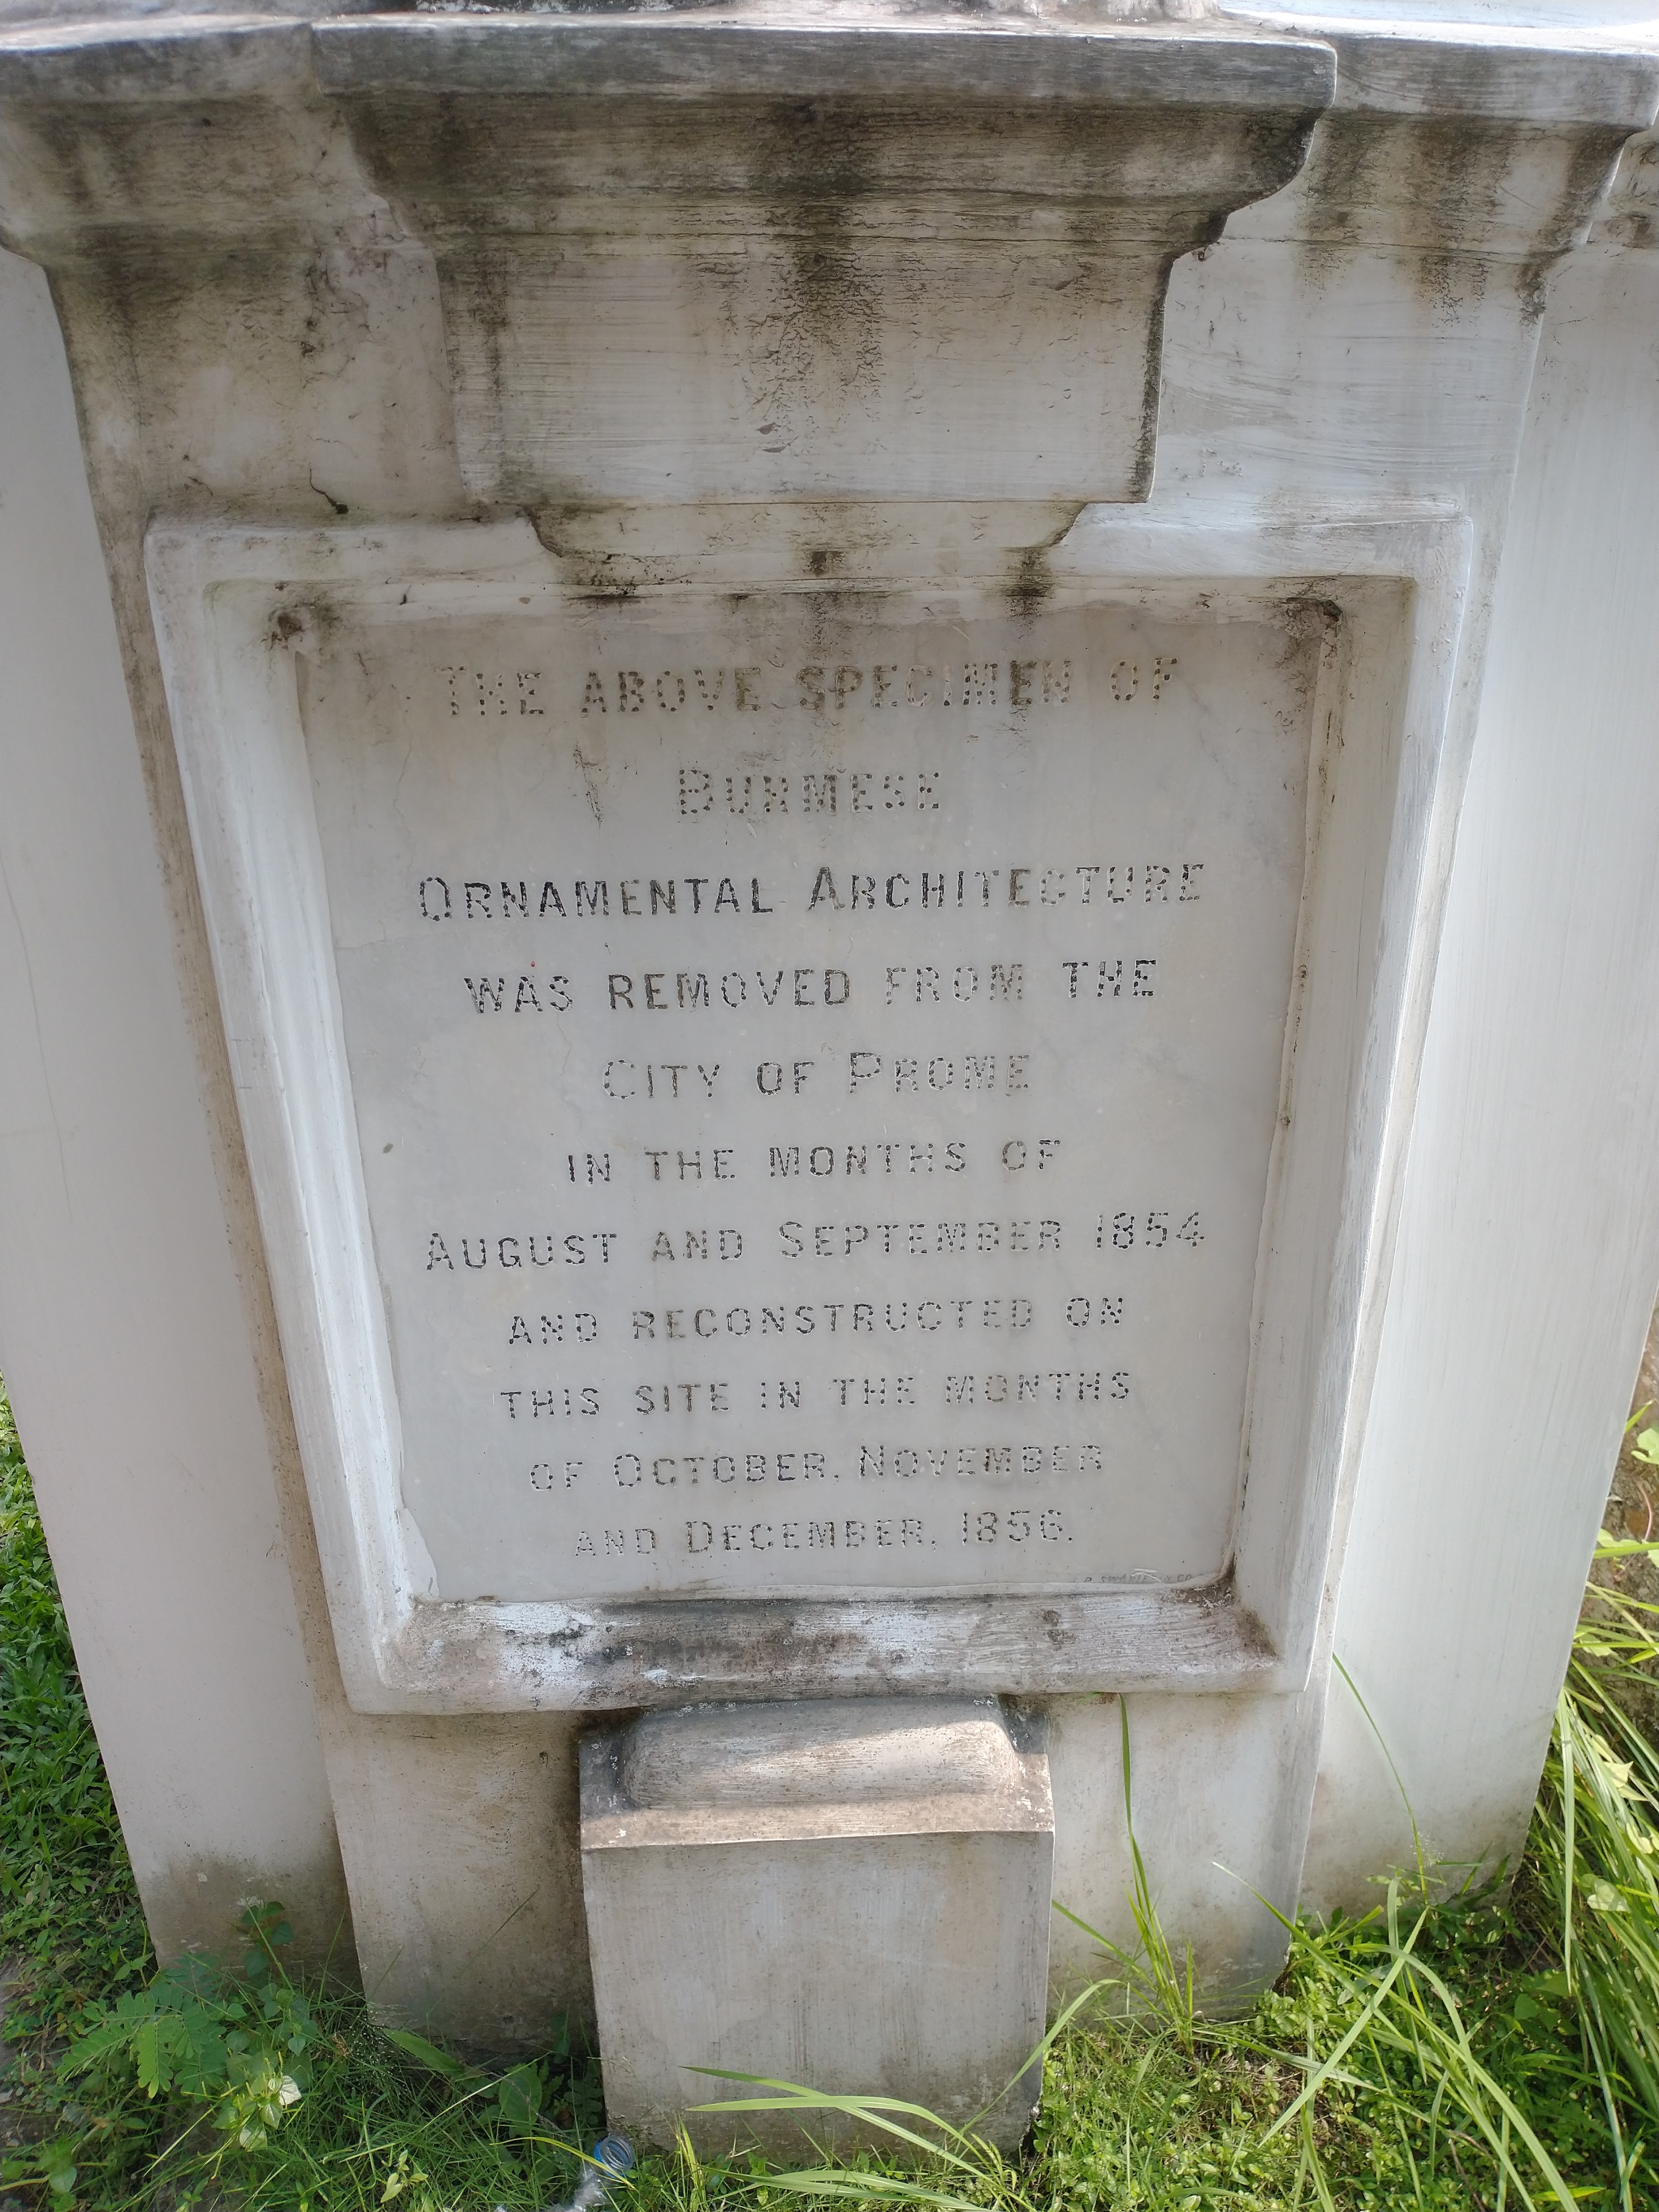 THE ABOVE SPECIMEN OF
BURMESE
ORNAMENTAL ARCHITECTURE
WAS REMOVED FROM THE
CITY OF PROME
IN THE MONTHS OF
AUGUST AND SEPTEMBER 1854
AND RECONSTRUCTED ON
THIS SITE IN THE MONTHS
OF OCTOBER, NOVEMBER
AND DECEMBER, 1856.